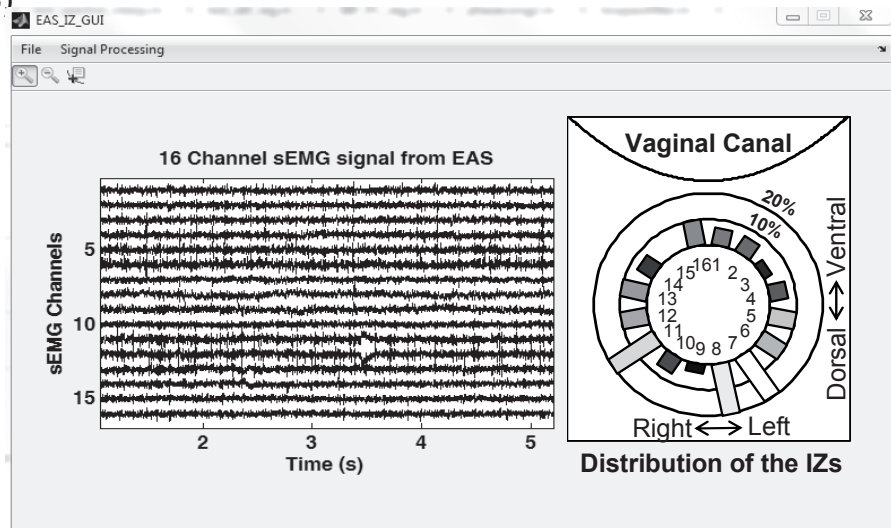 EAS_IZ_GUI
File Signal Processing
16 Channel sEMG signal from EAS
sEMG Channels
5
10
15
2 3 4 5
Time (s)
Vaginal Canal
20%
10%
16 1 2 3 4 5 6 7 8 9 10 11 12 13 14 15
Ventral
Dorsal
Right Left
Distribution of the IZs